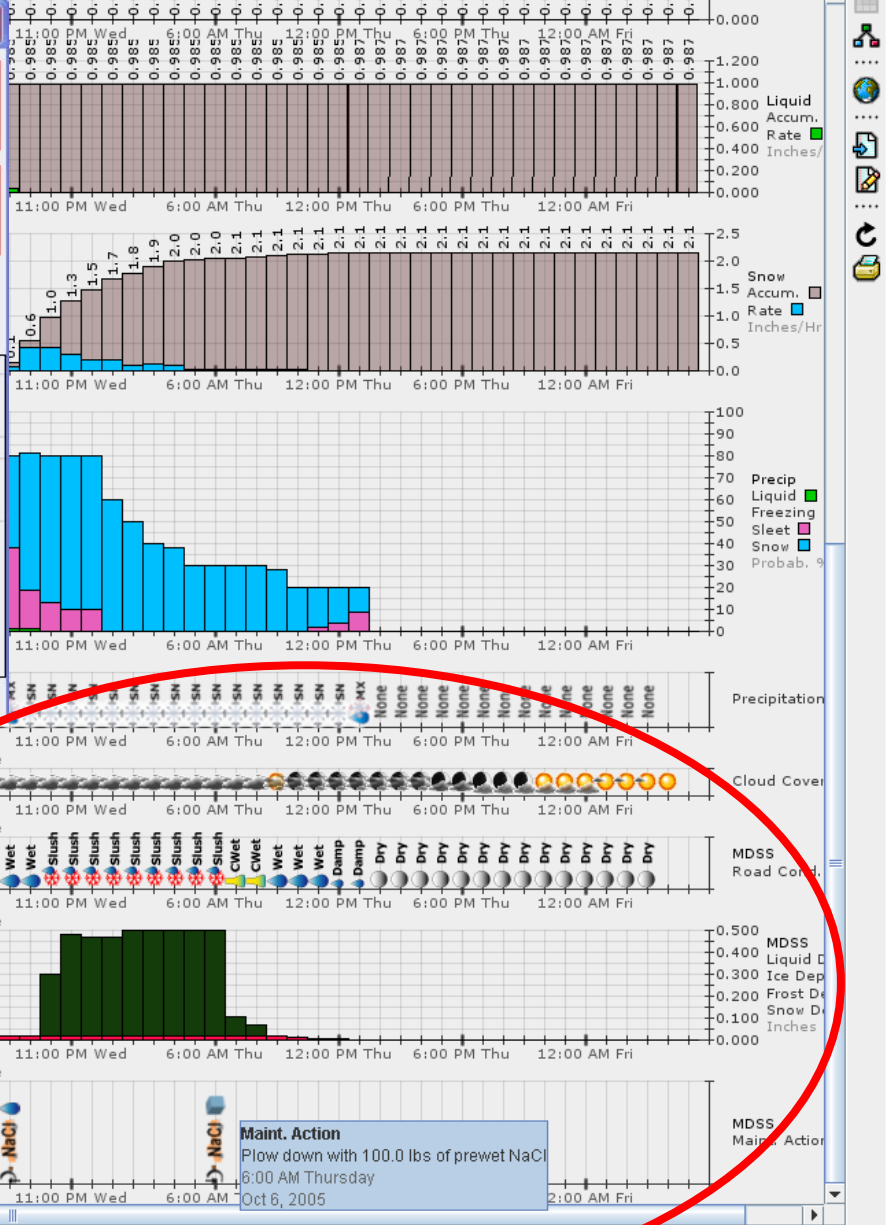 0.000
11:00 PM Wed 6:00 AM Thu 12:00 PM Thu 6:00 PM Thu 12:00 AM Fri
0.985 0.985 0.985 0.985 0.985 0.985 0.985 0.985 0.985 0.985 0.985 0.985 0.985 0.985 0.985 0.985 0.987 0.987 0.987 0.987 0.987 0.987 0.987 0.987 0.987 0.987 0.987 0.987 0.987 0.987 0.987 0.987
1.200
1.000
0.800
0.600
0.400
0.200
0.000
Liquid
Accum.
Rate
Inches/
11:00 PM Wed 6:00 AM Thu 12:00 PM Thu 6:00 PM Thu 12:00 AM Fri
0.6 1.0 1.3 1.5 1.7 1.8 1.9 2.0 2.0 2.0 2.1 2.1 2.1 2.1 2.1 2.1 2.1 2.1 2.1 2.1 2.1 2.1 2.1 2.1 2.1 2.1 2.1 2.1 2.1 2.1 2.1 2.1 2.1
2.5
2.0
1.5
1.0
0.5
0.0
Snow
Accum.
Rate
Inches/Hr
11:00 PM Wed 6:00 AM Thu 12:00 PM Thu 6:00 PM Thu 12:00 AM Fri
100
90
80
70
60
50
40
30
20
10
0
Precip
Liquid
Freezing
Sleet
Snow
Probab. %
11:00 PM Wed 6:00 AM Thu 12:00 PM Thu 6:00 PM Thu 12:00 AM Fri
MX SN SN SN SN SN SN SN SN SN SN SN SN SN SN SN SN MX None None None None None None None None None None None None None None
Precipitation
11:00 PM Wed 6:00 AM Thu 12:00 PM Thu 6:00 PM Thu 12:00 AM Fri
Cloud Cover
11:00 PM Wed 6:00 AM Thu 12:00 PM Thu 6:00 PM Thu 12:00 AM Fri
Wet Wet Slush Slush Slush Slush Slush Slush Slush Slush Slush CWet CWet Wet Wet Wet Damp Damp Dry Dry Dry Dry Dry Dry Dry Dry Dry Dry Dry Dry Dry Dry
MDSS
Road Cond.
11:00 PM Wed 6:00 AM Thu 12:00 PM Thu 6:00 PM Thu 12:00 AM Fri
0.500
0.400
0.300
0.200
0.100
0.000
MDSS
Liquid D
Ice Dep
Frost De
Snow De
Inches
11:00 PM Wed 6:00 AM Thu 12:00 PM Thu 6:00 PM Thu 12:00 AM Fri
NaCl NaCl
Maint. Action
Plow down with 100.0 lbs of prewet NaCl
6:00 AM Thursday
Oct 6, 2005
MDSS
Maint. Action
11:00 PM Wed 6:00 A 2:00 AM Fri